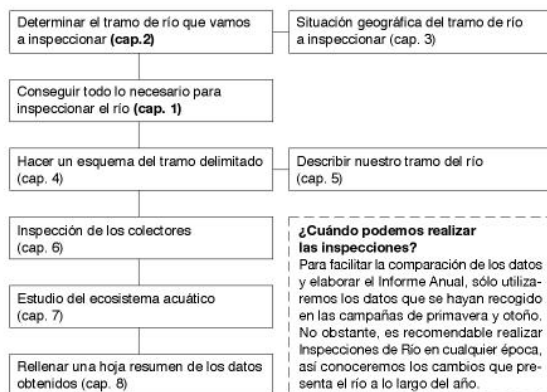 Determinar el tramo de río que vamos
a inspeccionar (cap.2)
Situación geográfica del tramo de río
a inspeccionar (cap. 3)
Conseguir todo lo necesario para
inspeccionar el río (cap. 1)
Hacer un esquema del tramo delimitado
(cap. 4)
Describir nuestro tramo del río
(cap. 5)
Inspección de los colectores
(cap. 6)
Estudio del ecosistema acuático
(cap. 7)
Rellenar una hoja resumen de los datos
obtenidos (cap. 8)
¿Cuándo podemos realizar
las inspecciones?
Para facilitar la comparación de los datos
y elaborar el Informe Anual, sólo utiliza-
remos los datos que se hayan recogido
en las campañas de primavera y otoño.
No obstante, es recomendable realizar
Inspecciones de Río en cualquier época,
así conoceremos los cambios que pre-
senta el río a lo largo del año.